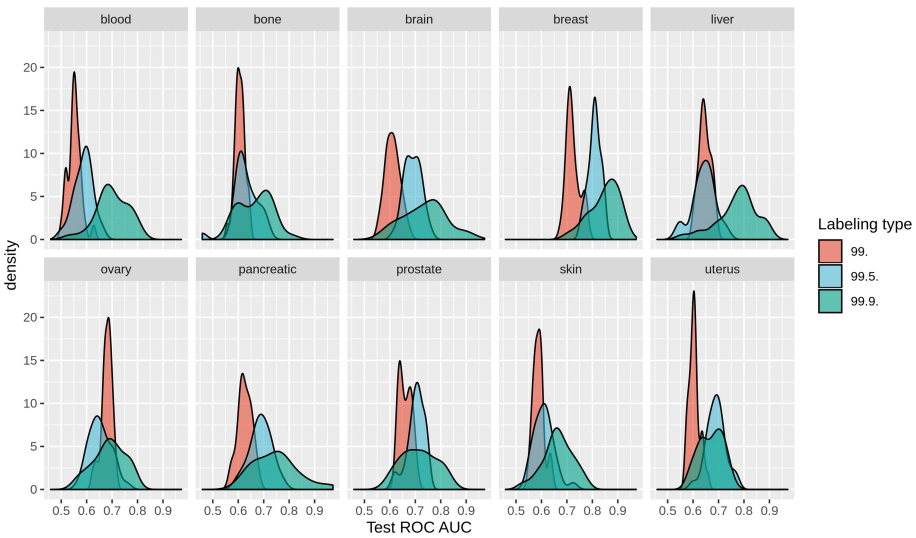 blood bone brain breast liver
20
15
10
5
0
density
ovary pancreatic prostate skin uterus
20
15
10
5
0
0.5 0.6 0.7 0.8 0.9 0.5 0.6 0.7 0.8 0.9 0.5 0.6 0.7 0.8 0.9 0.5 0.6 0.7 0.8 0.9 0.5 0.6 0.7 0.8 0.9
Test ROC AUC
Labeling type
99.
99.5.
99.9.